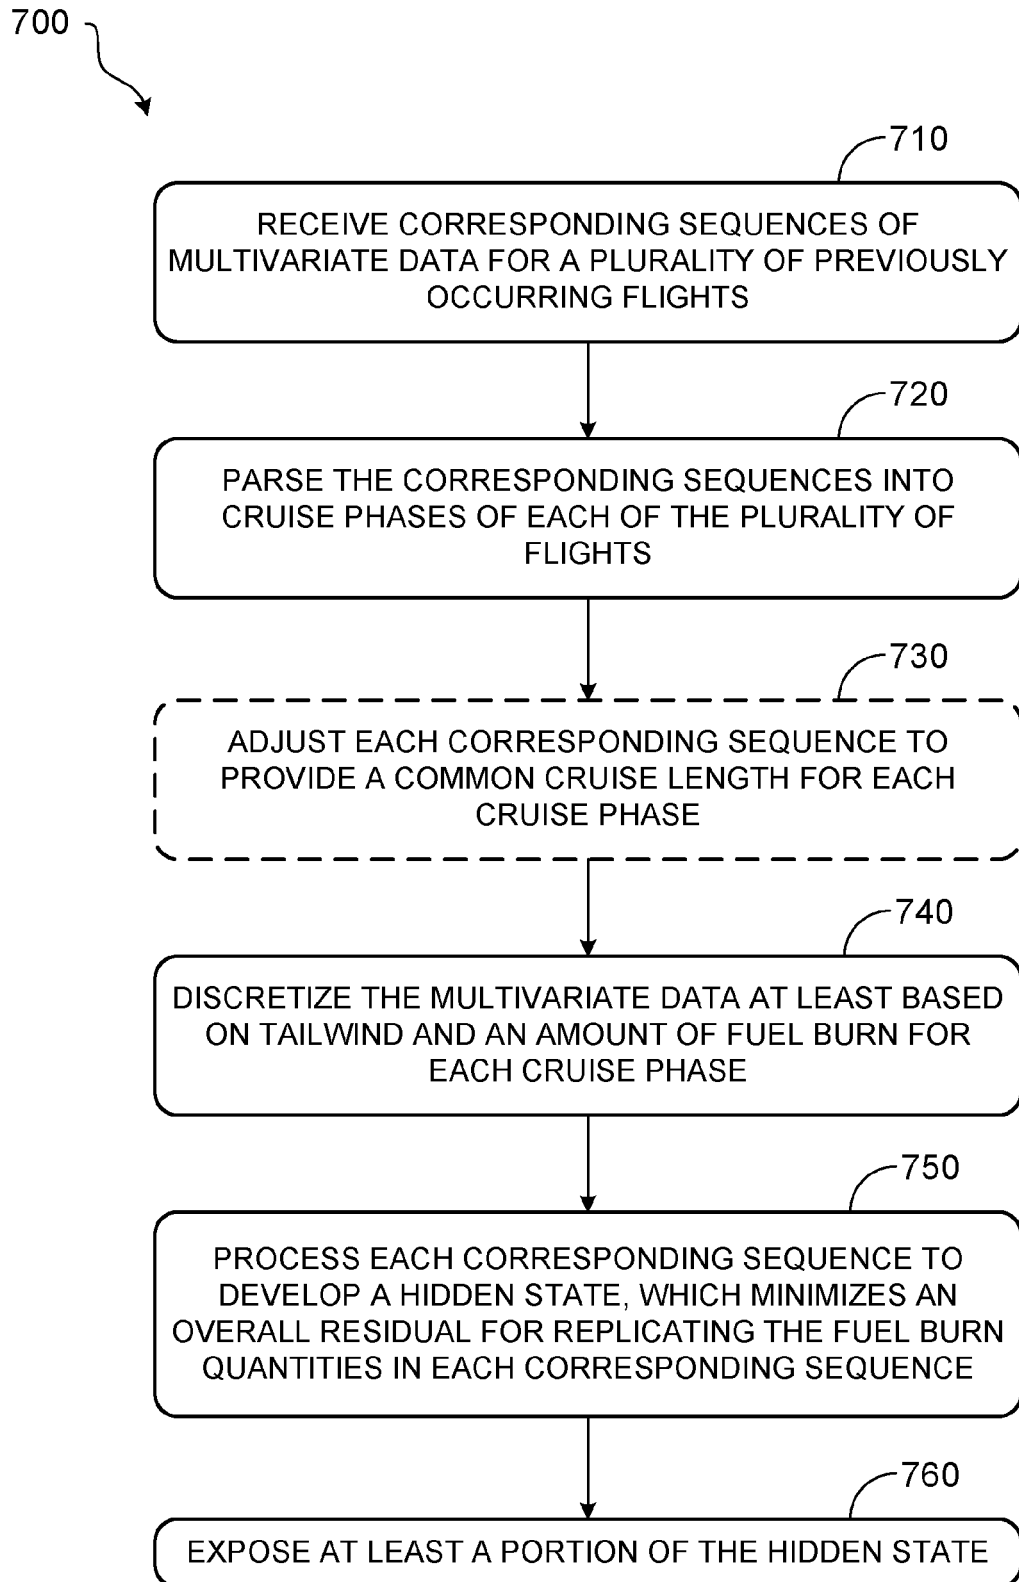 700
710
RECEIVE CORRESPONDING SEQUENCES OF
MULTIVARIATE DATA FOR A PLURALITY OF PREVIOUSLY
OCCURRING FLIGHTS
720
PARSE THE CORRESPONDING SEQUENCES INTO
CRUISE PHASES OF EACH OF THE PLURALITY OF
FLIGHTS
730
ADJUST EACH CORRESPONDING SEQUENCE TO
PROVIDE A COMMON CRUISE LENGTH FOR EACH
CRUISE PHASE
740
DISCRETIZE THE MULTIVARIATE DATA AT LEAST BASED
ON TAILWIND AND AN AMOUNT OF FUEL BURN FOR
EACH CRUISE PHASE
750
PROCESS EACH CORRESPONDING SEQUENCE TO
DEVELOP A HIDDEN STATE, WHICH MINIMIZES AN
OVERALL RESIDUAL FOR REPLICATING THE FUEL BURN
QUANTITIES IN EACH CORRESPONDING SEQUENCE
760
EXPOSE AT LEAST A PORTION OF THE HIDDEN STATE